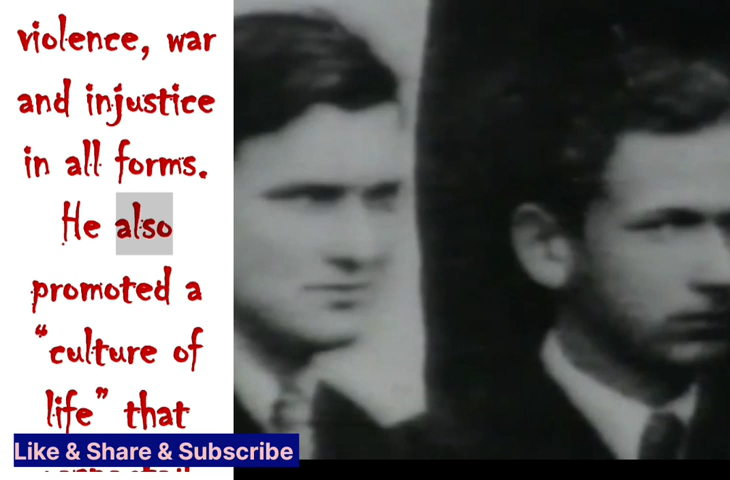 violence, war
and injustice
in all forms.
He also
promoted a
“culture of
life” that
Like & Share & Subscribe